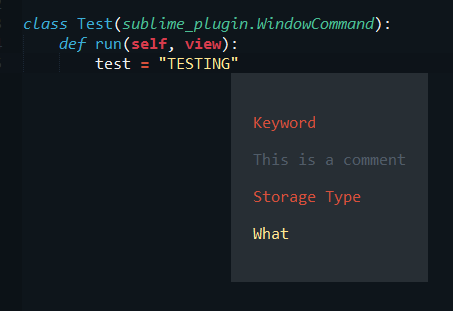 class Test(sublime_plugin.WindowCommand):
    def run(self, view):
        test = "TESTING"
Keyword
This is a comment
Storage Type
What